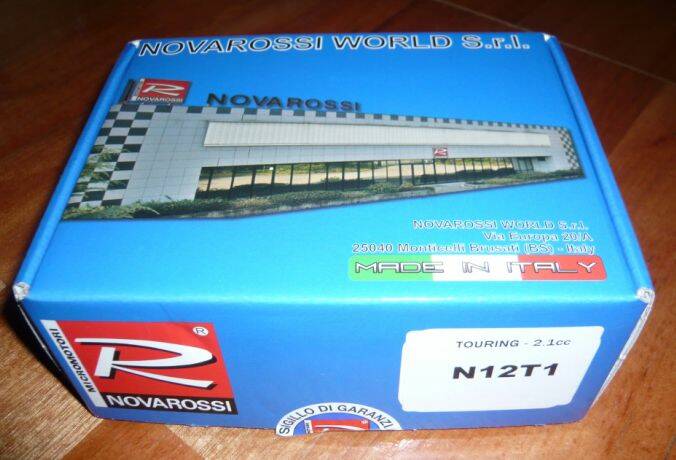 NOVAROSSI WORLD S.r.l.
R
NOVAROSSI
NOVAROSSI
R
NOVAROSSI WORLD S.r.l.
Via Europa 20/A
25040 Monticelli Brusati (BS) - Italy
MADE IN ITALY
MICROMOTORI
R ®
NOVAROSSI
TOURING - 2.1cc
N12T1
SIGILLO DI GARANZI